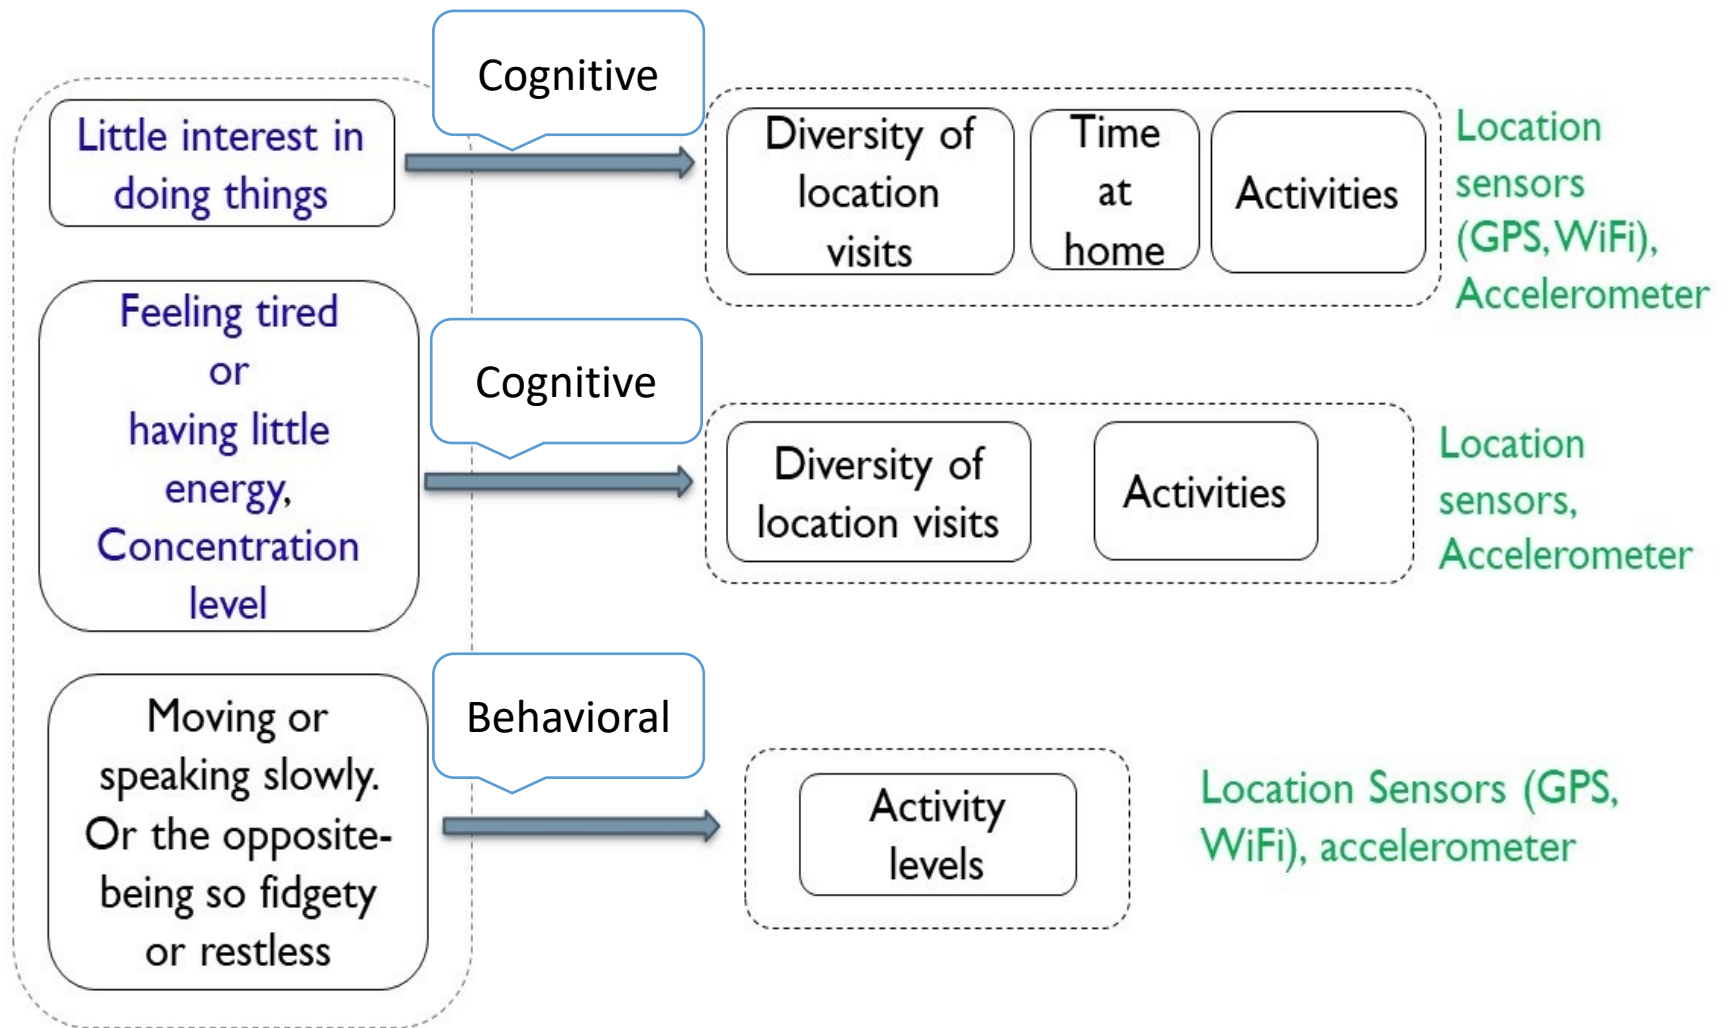 Cognitive
Little interest in
doing things
Diversity of
location
visits
Time
at
home
Activities
Location
sensors
(GPS, WiFi),
Accelerometer
Feeling tired
or
having little
energy,
Concentration
level
Cognitive
Diversity of
location visits
Activities
Location
sensors,
Accelerometer
Moving or
speaking slowly.
Or the opposite-
being so fidgety
or restless
Behavioral
Activity
levels
Location Sensors (GPS,
WiFi), accelerometer